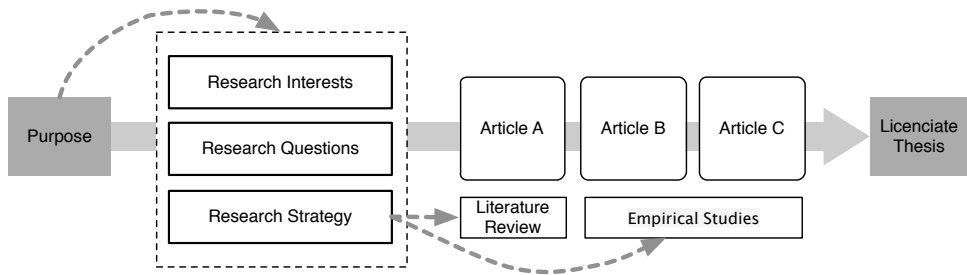 Purpose
Research Interests
Research Questions
Research Strategy
Article A
Article B
Article C
Literature
Review
Empirical Studies
Licenciate
Thesis